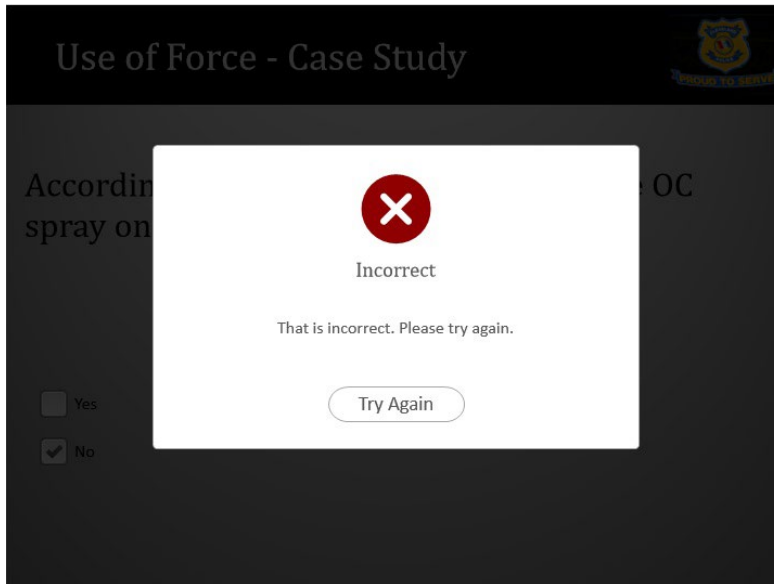 Use of Force - Case Study
PROUD TO SERVE
OC
spray on
Incorrect
That is incorrect. Please try again.
Try Again
Yes
No